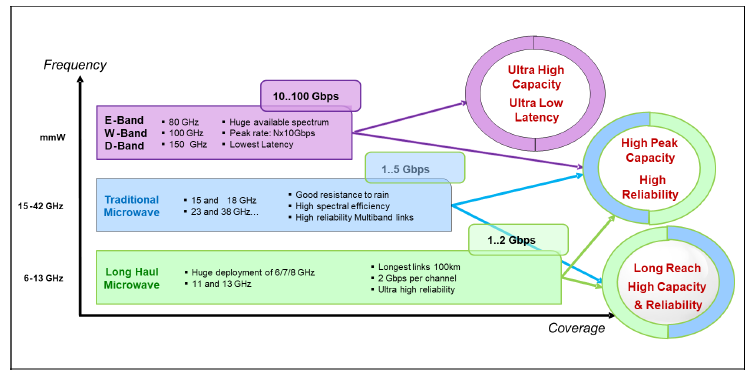 Frequency
mmW
15-42 GHz
6-13 GHz
Coverage
10..100 Gbps
E-Band
W-Band
D-Band
▪ 80 GHz
▪ 100 GHz
▪ 150 GHz
▪ Huge available spectrum
▪ Peak rate: Nx10Gbps
▪ Lowest Latency
1..5 Gbps
Traditional
Microwave
▪ 15 and 18 GHz
▪ 23 and 38 GHz...
▪ Good resistance to rain
▪ High spectral efficiency
▪ High reliability Multiband links
1..2 Gbps
Long Haul
Microwave
▪ Huge deployment of 6/7/8 GHz
▪ 11 and 13 GHz
▪ Longest links 100km
▪ 2 Gbps per channel
▪ Ultra high reliability
Ultra High
Capacity
Ultra Low
Latency
High Peak
Capacity
High
Reliability
Long Reach
High Capacity
& Reliability